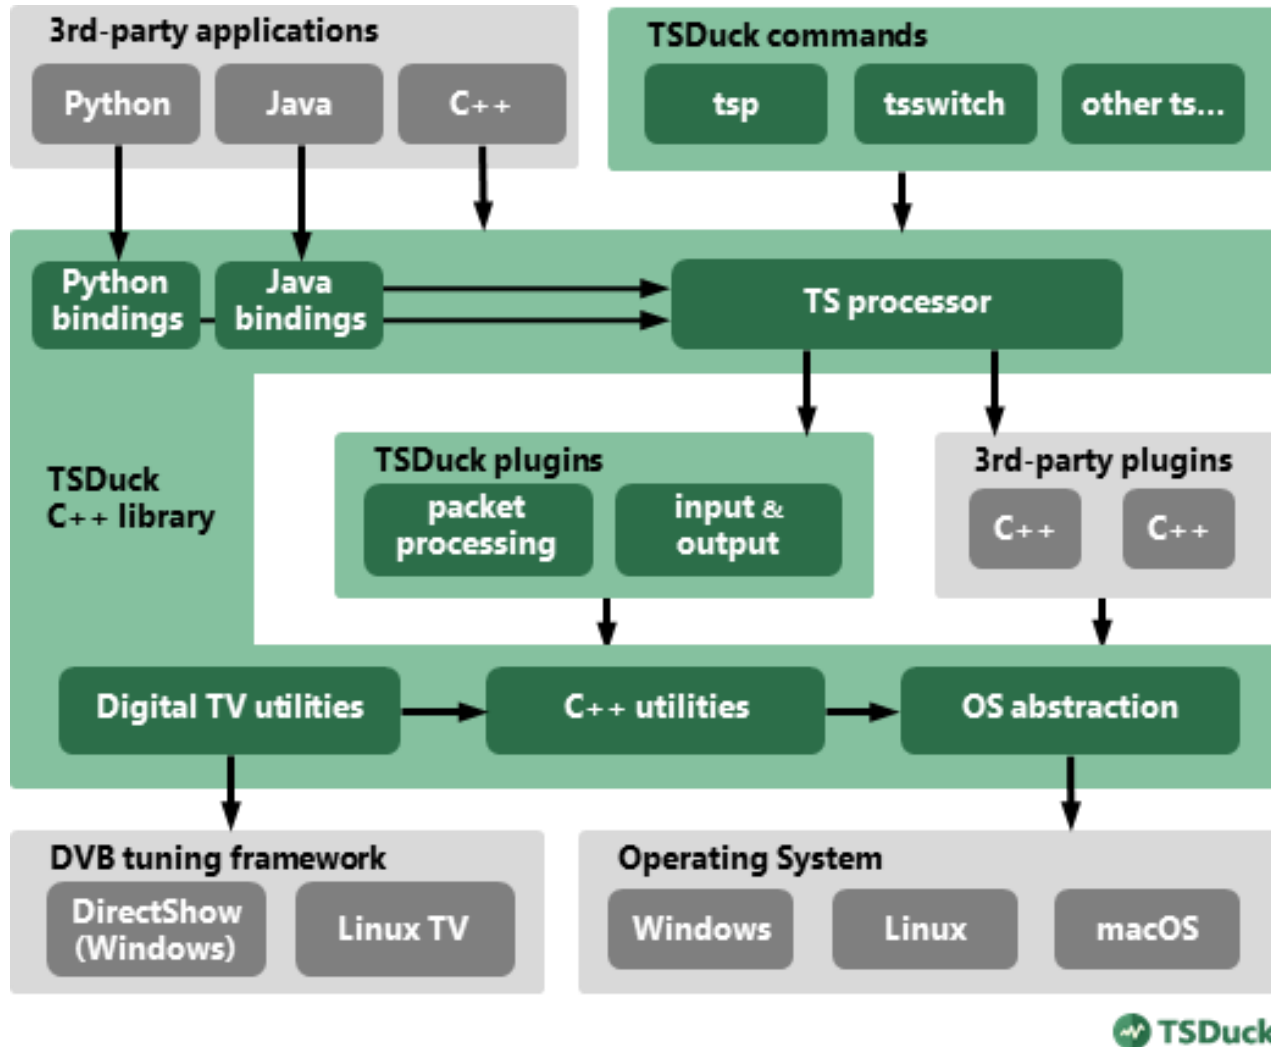 3rd-party applications
Python
Java
C++
TSDuck commands
tsp
tsswitch
other ts...
Python
bindings
Java
bindings
TS processor
TSDuck
C++ library
TSDuck plugins
packet
processing
input &
output
3rd-party plugins
C++
C++
Digital TV utilities
C++ utilities
OS abstraction
DVB tuning framework
DirectShow
(Windows)
Linux TV
Operating System
Windows
Linux
macOS
TSDuck